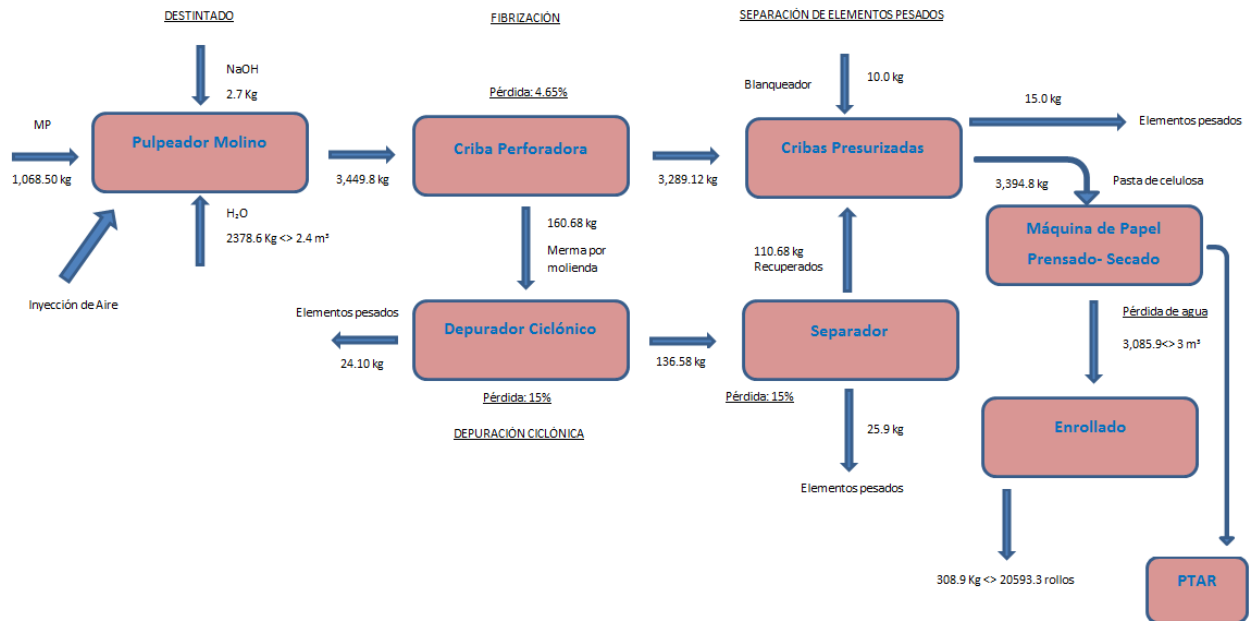 DESTINTADO
FIBRIZACIÓN
SEPARACIÓN DE ELEMENTOS PESADOS
NaOH
2.7 Kg
Pérdida: 4.65%
Blanqueador
10.0 kg
15.0 kg
Elementos pesados
MP
1,068.50 kg
Pulpeador Molino
3,449.8 kg
Criba Perforadora
3,289.12 kg
Cribas Presurizadas
3,394.8 kg
Pasta de celulosa
H₂O
2378.6 Kg <> 2.4 m³
Inyección de Aire
160.68 kg
Merma por
molienda
110.68 kg
Recuperados
Máquina de Papel
Prensado- Secado
Elementos pesados
24.10 kg
Depurador Ciclónico
136.58 kg
Separador
Pérdida de agua
3,085.9<> 3 m³
Pérdida: 15%
DEPURACIÓN CICLÓNICA
Pérdida: 15%
25.9 kg
Elementos pesados
Enrollado
308.9 Kg <> 20593.3 rollos
PTAR